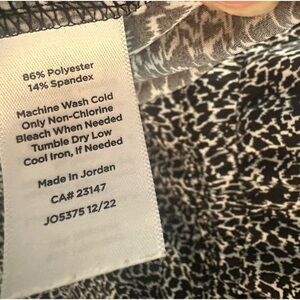 86% Polyester
14% Spandex
Machine Wash Cold
Only Non-Chlorine
Bleach When Needed
Tumble Dry Low
Cool Iron, If Needed
Made in Jordan
CA# 23147
JO5375 12/22